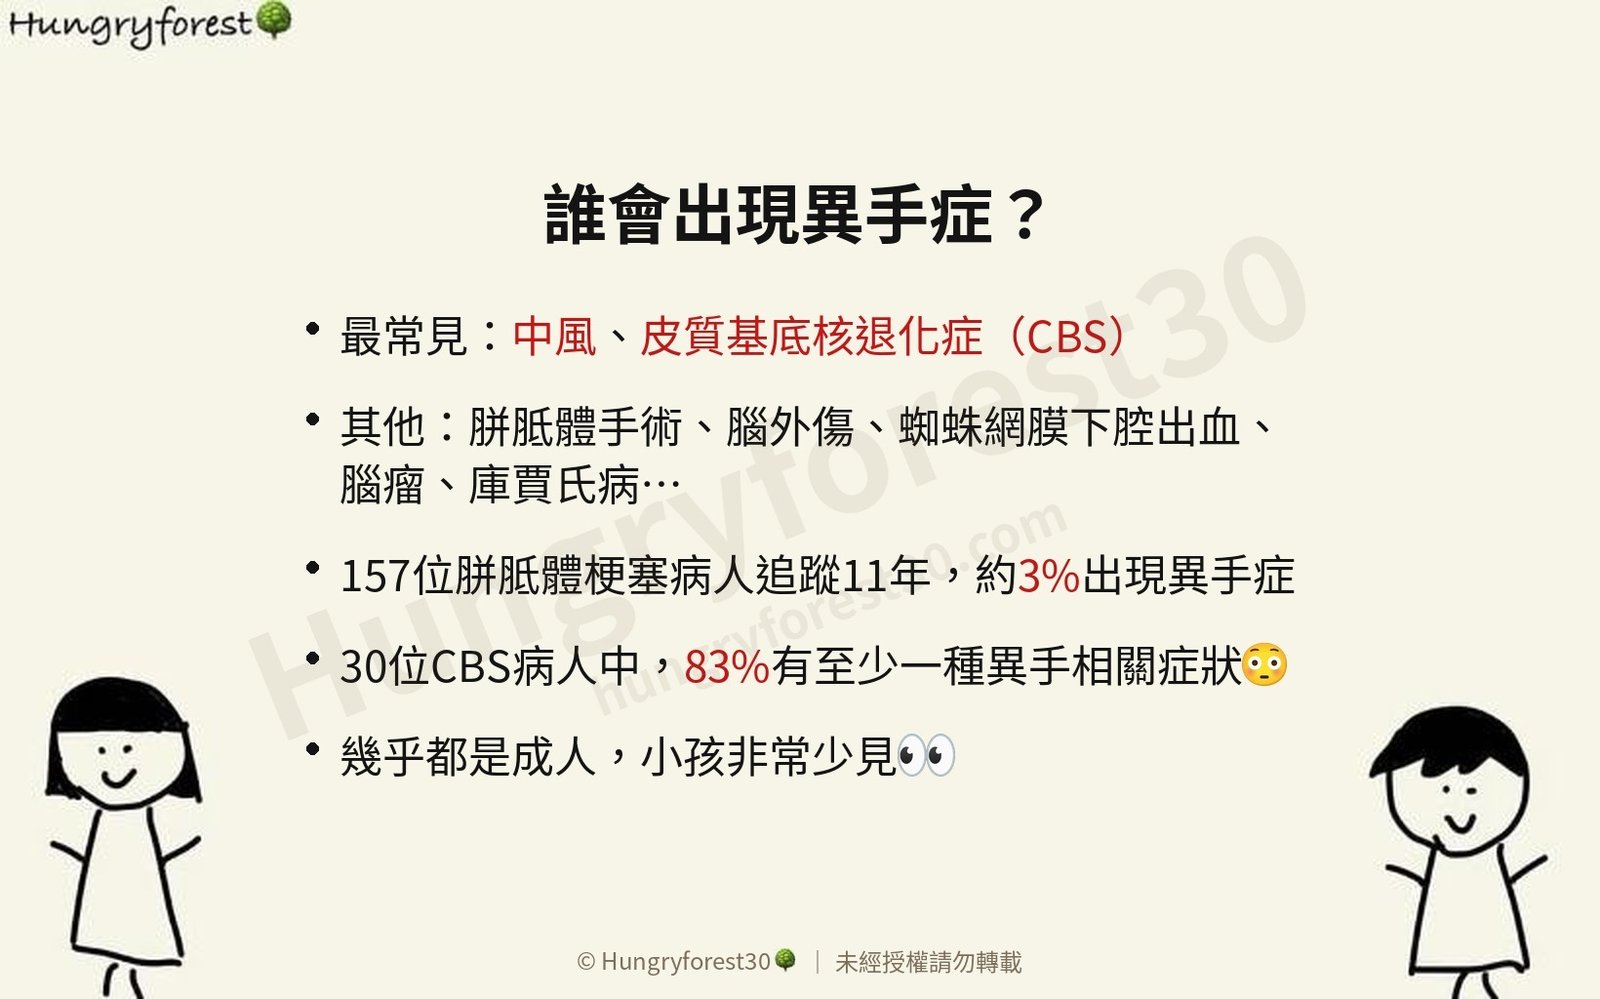 Hungryforest
誰會出現異手症？
• 最常見：中風、皮質基底核退化症（CBS）
• 其他：胼胝體手術、腦外傷、蜘蛛網膜下腔出血、
腦瘤、庫賈氏病…
• 157位胼胝體梗塞病人追蹤11年，約3%出現異手症
• 30位CBS病人中，83%有至少一種異手相關症狀😳
• 幾乎都是成人，小孩非常少見👀
Hungryforest30
hungryforest30.com
© Hungryforest30🌳 ｜ 未經授權請勿轉載